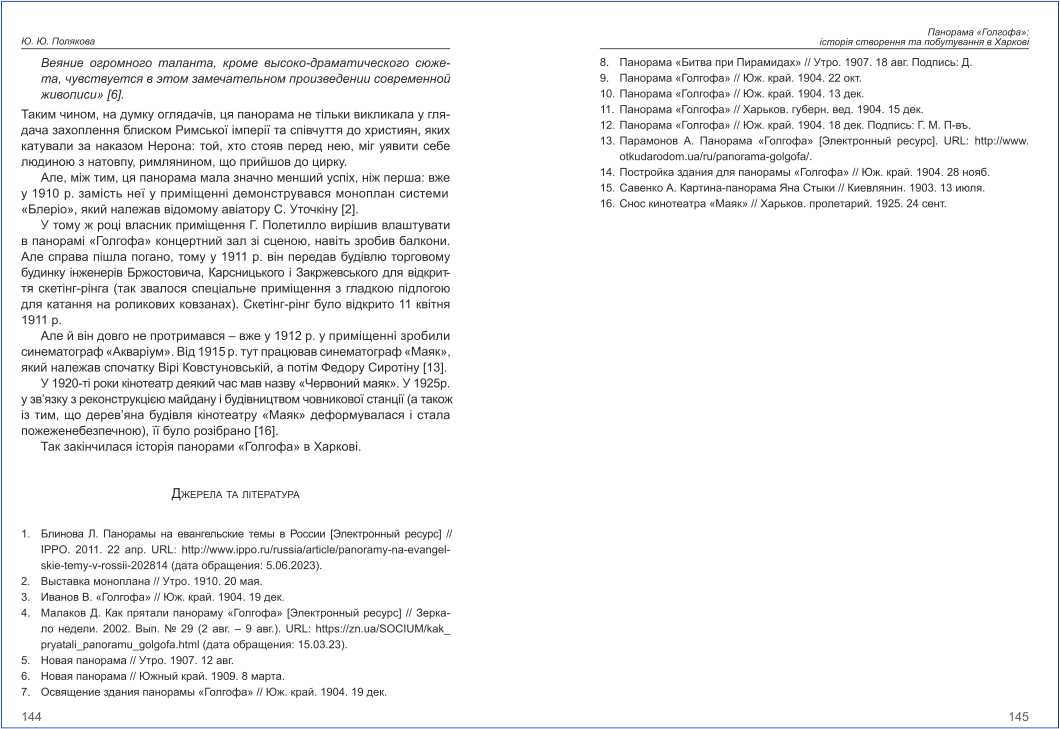 Ю. Ю. Полякова
Веяние огромного таланта, кроме высоко-драматического сюже-
та, чувствуется в этом замечательном произведении современной
живописи» [6].
Таким чином, на думку оглядачів, ця панорама не тільки викликала у гля-
дача захоплення блиском Римської імперії та співчуття до християн, яких
катували за наказом Нерона: той, хто стояв перед нею, міг уявити себе
людиною з натовпу, римлянином, що прийшов до цирку.
Але, між тим, ця панорама мала значно менший успіх, ніж перша: вже
у 1910 р. замість неї у приміщенні демонструвався моноплан системи
«Блеріо», який належав відомому авіатору С. Уточкіну [2].
У тому ж році власник приміщення Г. Полетилло вирішив влаштувати
в панорамі «Голгофа» концертний зал зі сценою, навіть зробив балкони.
Але справа пішла погано, тому у 1911 р. він передав будівлю торговому
будинку інженерів Бржостовича, Карсницького і Закржевського для відкрит-
тя скетінг-рінга (так звалося спеціальне приміщення з гладкою підлогою
для катання на роликових ковзанах). Скетінг-рінг було відкрито 11 квітня
1911 р.
Але й він довго не протримався – вже у 1912 р. у приміщенні зробили
синематограф «Акваріум». Від 1915 р. тут працював синематограф «Маяк»,
який належав спочатку Вірі Ковстуновській, а потім Федору Сиротіну [13].
У 1920-ті роки кінотеатр деякий час мав назву «Червоний маяк». У 1925р.
у зв’язку з реконструкцією майдану і будівництвом човникової станції (а також
із тим, що дерев’яна будівля кінотеатру «Маяк» деформувалася і стала
пожеженебезпечною), її було розібрано [16].
Так закінчилася історія панорами «Голгофа» в Харкові.
Джерела та література
1. Блинова Л. Панорамы на евангельские темы в России [Электронный ресурс] //
IPPO. 2011. 22 апр. URL: http://www.ippo.ru/russia/article/panoramy-na-evangel-
skie-temy-v-rossii-202814 (дата обращения: 5.06.2023).
2. Выставка моноплана // Утро. 1910. 20 мая.
3. Иванов В. «Голгофа» // Юж. край. 1904. 19 дек.
4. Малаков Д. Как прятали панораму «Голгофа» [Электронный ресурс] // Зерка-
ло недели. 2002. Вып. № 29 (2 авг. – 9 авг.). URL: https://zn.ua/SOCIUM/kak_
pryatali_panoramu_golgofa.html (дата обращения: 15.03.23).
5. Новая панорама // Утро. 1907. 12 авг.
6. Новая панорама // Южный край. 1909. 8 марта.
7. Освящение здания панорамы «Голгофа» // Юж. край. 1904. 19 дек.
144
Панорама «Голгофа»:
історія створення та побутування в Харкові
8. Панорама «Битва при Пирамидах» // Утро. 1907. 18 авг. Подпись: Д.
9. Панорама «Голгофа» // Юж. край. 1904. 22 окт.
10. Панорама «Голгофа» // Юж. край. 1904. 13 дек.
11. Панорама «Голгофа» // Харьков. губерн. вед. 1904. 15 дек.
12. Панорама «Голгофа» // Юж. край. 1904. 18 дек. Подпись: Г. М. П-въ.
13. Парамонов А. Панорама «Голгофа» [Электронный ресурс]. URL: http://www.
otkudarodom.ua/ru/panorama-golgofa/.
14. Постройка здания для панорамы «Голгофа» // Юж. край. 1904. 28 нояб.
15. Савенко А. Картина-панорама Яна Стыки // Киевлянин. 1903. 13 июля.
16. Снос кинотеатра «Маяк» // Харьков. пролетарий. 1925. 24 сент.
145